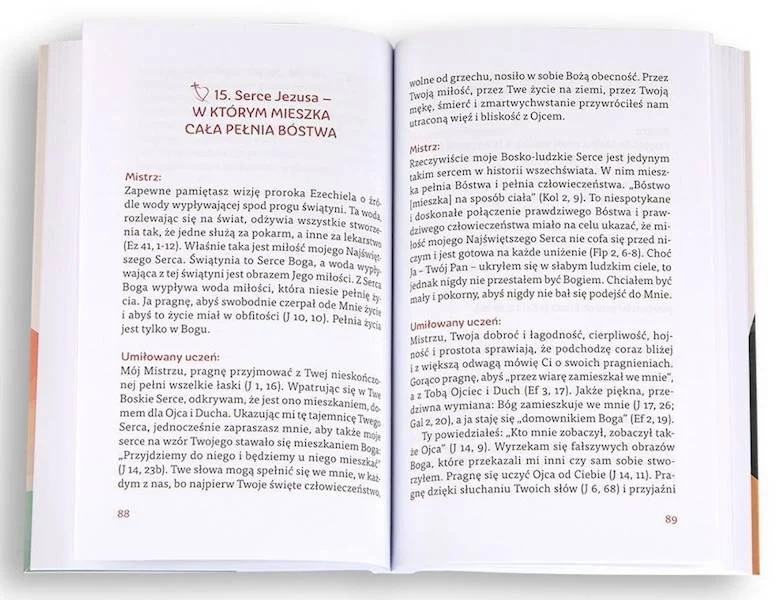 15. Serce Jezusa –
W KTÓRYM MIESZKA
CAŁA PEŁNIA BÓSTWA
Mistrz:
Zapewne pamiętasz wizję proroka Ezechiela o źró-
dle wody wypływającej spod progu świątyni. Ta woda,
rozlewając się na świat, odżywia wszystkie stworze-
nia tak, że jedne służą za pokarm, a inne za lekarstwo
(Ez 41, 1-12). Właśnie taka jest miłość mojego Najświęt-
szego Serca. Świątynia to Serce Boga, a woda wypły-
wająca z tej świątyni jest obrazem Jego miłości. Z Serca
Boga wypływa woda miłości, która niesie pełnię ży-
cia. Ja pragnę, abyś swobodnie czerpał ode Mnie życie
i abyś to życie miał w obfitości (J 10, 10). Pełnia życia
jest tylko w Bogu.
Umiłowany uczeń:
Mój Mistrzu, pragnę przyjmować z Twej nieskończo-
nej pełni wszelkie łaski (J 1, 16). Wpatrując się w Twe
Boskie Serce, odkrywam, że jest ono mieszkaniem, do-
mem dla Ojca i Ducha. Ukazując mi tę tajemnicę Twego
Serca, jednocześnie zapraszasz mnie, aby także moje
serce na wzór Twojego stawało się mieszkaniem Boga:
„Przyjdziemy do niego i będziemy u niego mieszkać”
(J 14, 23b). Twe słowa mogą spełnić się we mnie, w każ-
dym z nas, bo najpierw Twoje święte człowieczeństwo,
88
wolne od grzechu, nosiło w sobie Bożą obecność. Przez
Twoją miłość, przez Twe życie na ziemi, przez Twoją
mękę, śmierć i zmartwychwstanie przywróciłeś nam
utraconą więź i bliskość z Ojcem.
Mistrz:
Rzeczywiście moje Bosko-ludzkie Serce jest jedynym
takim sercem w historii wszechświata. W nim miesz-
ka pełnia Bóstwa i pełnia człowieczeństwa. „Bóstwo
[mieszka] na sposób ciała” (Kol 2, 9). To niespotykane
i doskonałe połączenie prawdziwego Bóstwa i praw-
dziwego człowieczeństwa miało na celu ukazać, że mi-
łość mojego Najświętszego Serca nie cofa się przed ni-
czym i jest gotowa na każde uniżenie (Flp 2, 6-8). Choć
Ja – Twój Pan – ukryłem się w słabym ludzkim ciele, to
jednak nigdy nie przestałem być Bogiem. Chciałem być
mały i pokorny, abyś nigdy nie bał się podejść do Mnie.
Umiłowany uczeń:
Mistrzu, Twoja dobroć i łagodność, cierpliwość, hoj-
ność i prostota sprawiają, że podchodzę coraz bliżej
i z większą odwagą mówię Ci o swoich pragnieniach.
Gorąco pragnę, abyś „przez wiarę zamieszkał we mnie”,
a z Tobą Ojciec i Duch (Ef 3, 17). Jakże piękna, prze-
dziwna wymiana: Bóg zamieszkuje we mnie (J 17, 26;
Gal 2, 20), a ja staję się „domownikiem Boga” (Ef 2, 19).
Ty powiedziałeś: „Kto mnie zobaczył, zobaczył tak-
że Ojca” (J 14, 9). Wyrzekam się fałszywych obrazów
Boga, które przekazali mi inni czy sam sobie stwo-
rzyłem. Pragnę się uczyć Ojca od Ciebie (J 14, 11). Pra-
gnę dzięki słuchaniu Twoich słów (J 6, 68) i przyjaźni
89